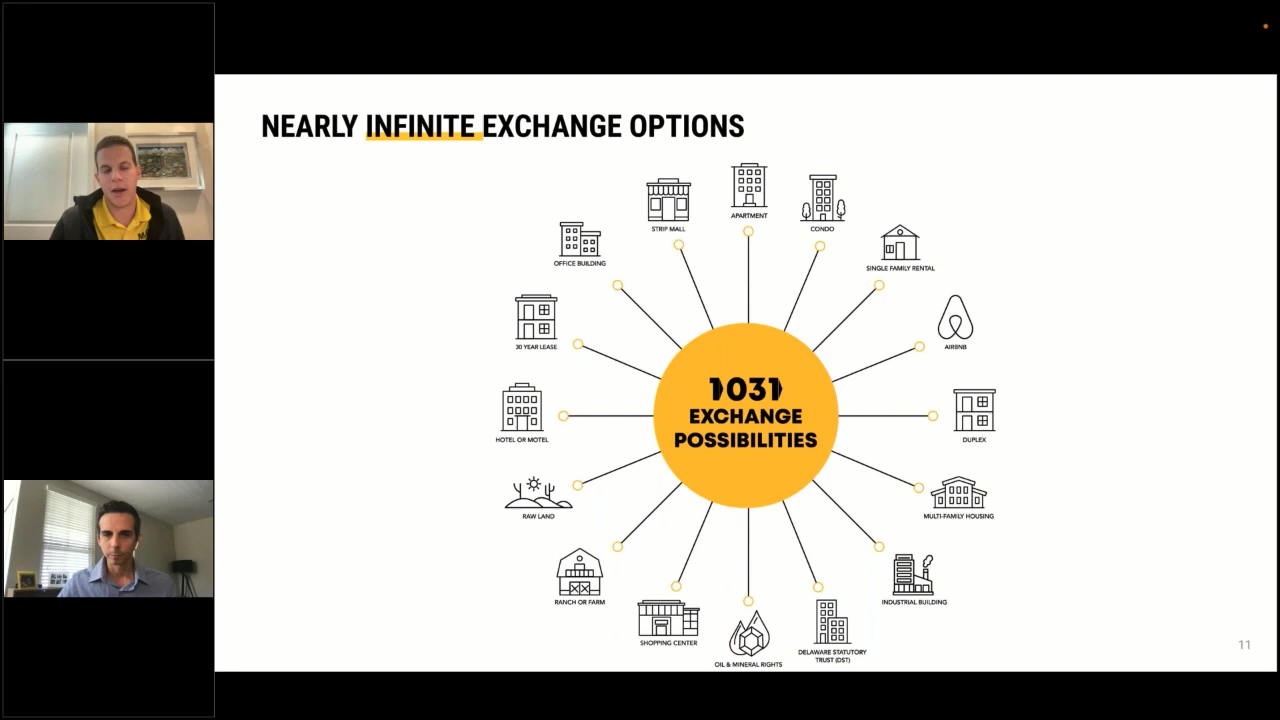 NEARLY INFINITE EXCHANGE OPTIONS
APARTMENT
STRIP MALL
CONDO
OFFICE BUILDING
SINGLE FAMILY RENTAL
30 YEAR LEASE
AIRBNB
1031
EXCHANGE
POSSIBILITIES
HOTEL OR MOTEL
DUPLEX
RAW LAND
MULTI-FAMILY HOUSING
RANCH OR FARM
INDUSTRIAL BUILDING
SHOPPING CENTER
DELAWARE STATUTORY
TRUST (DST)
OIL & MINERAL RIGHTS
11